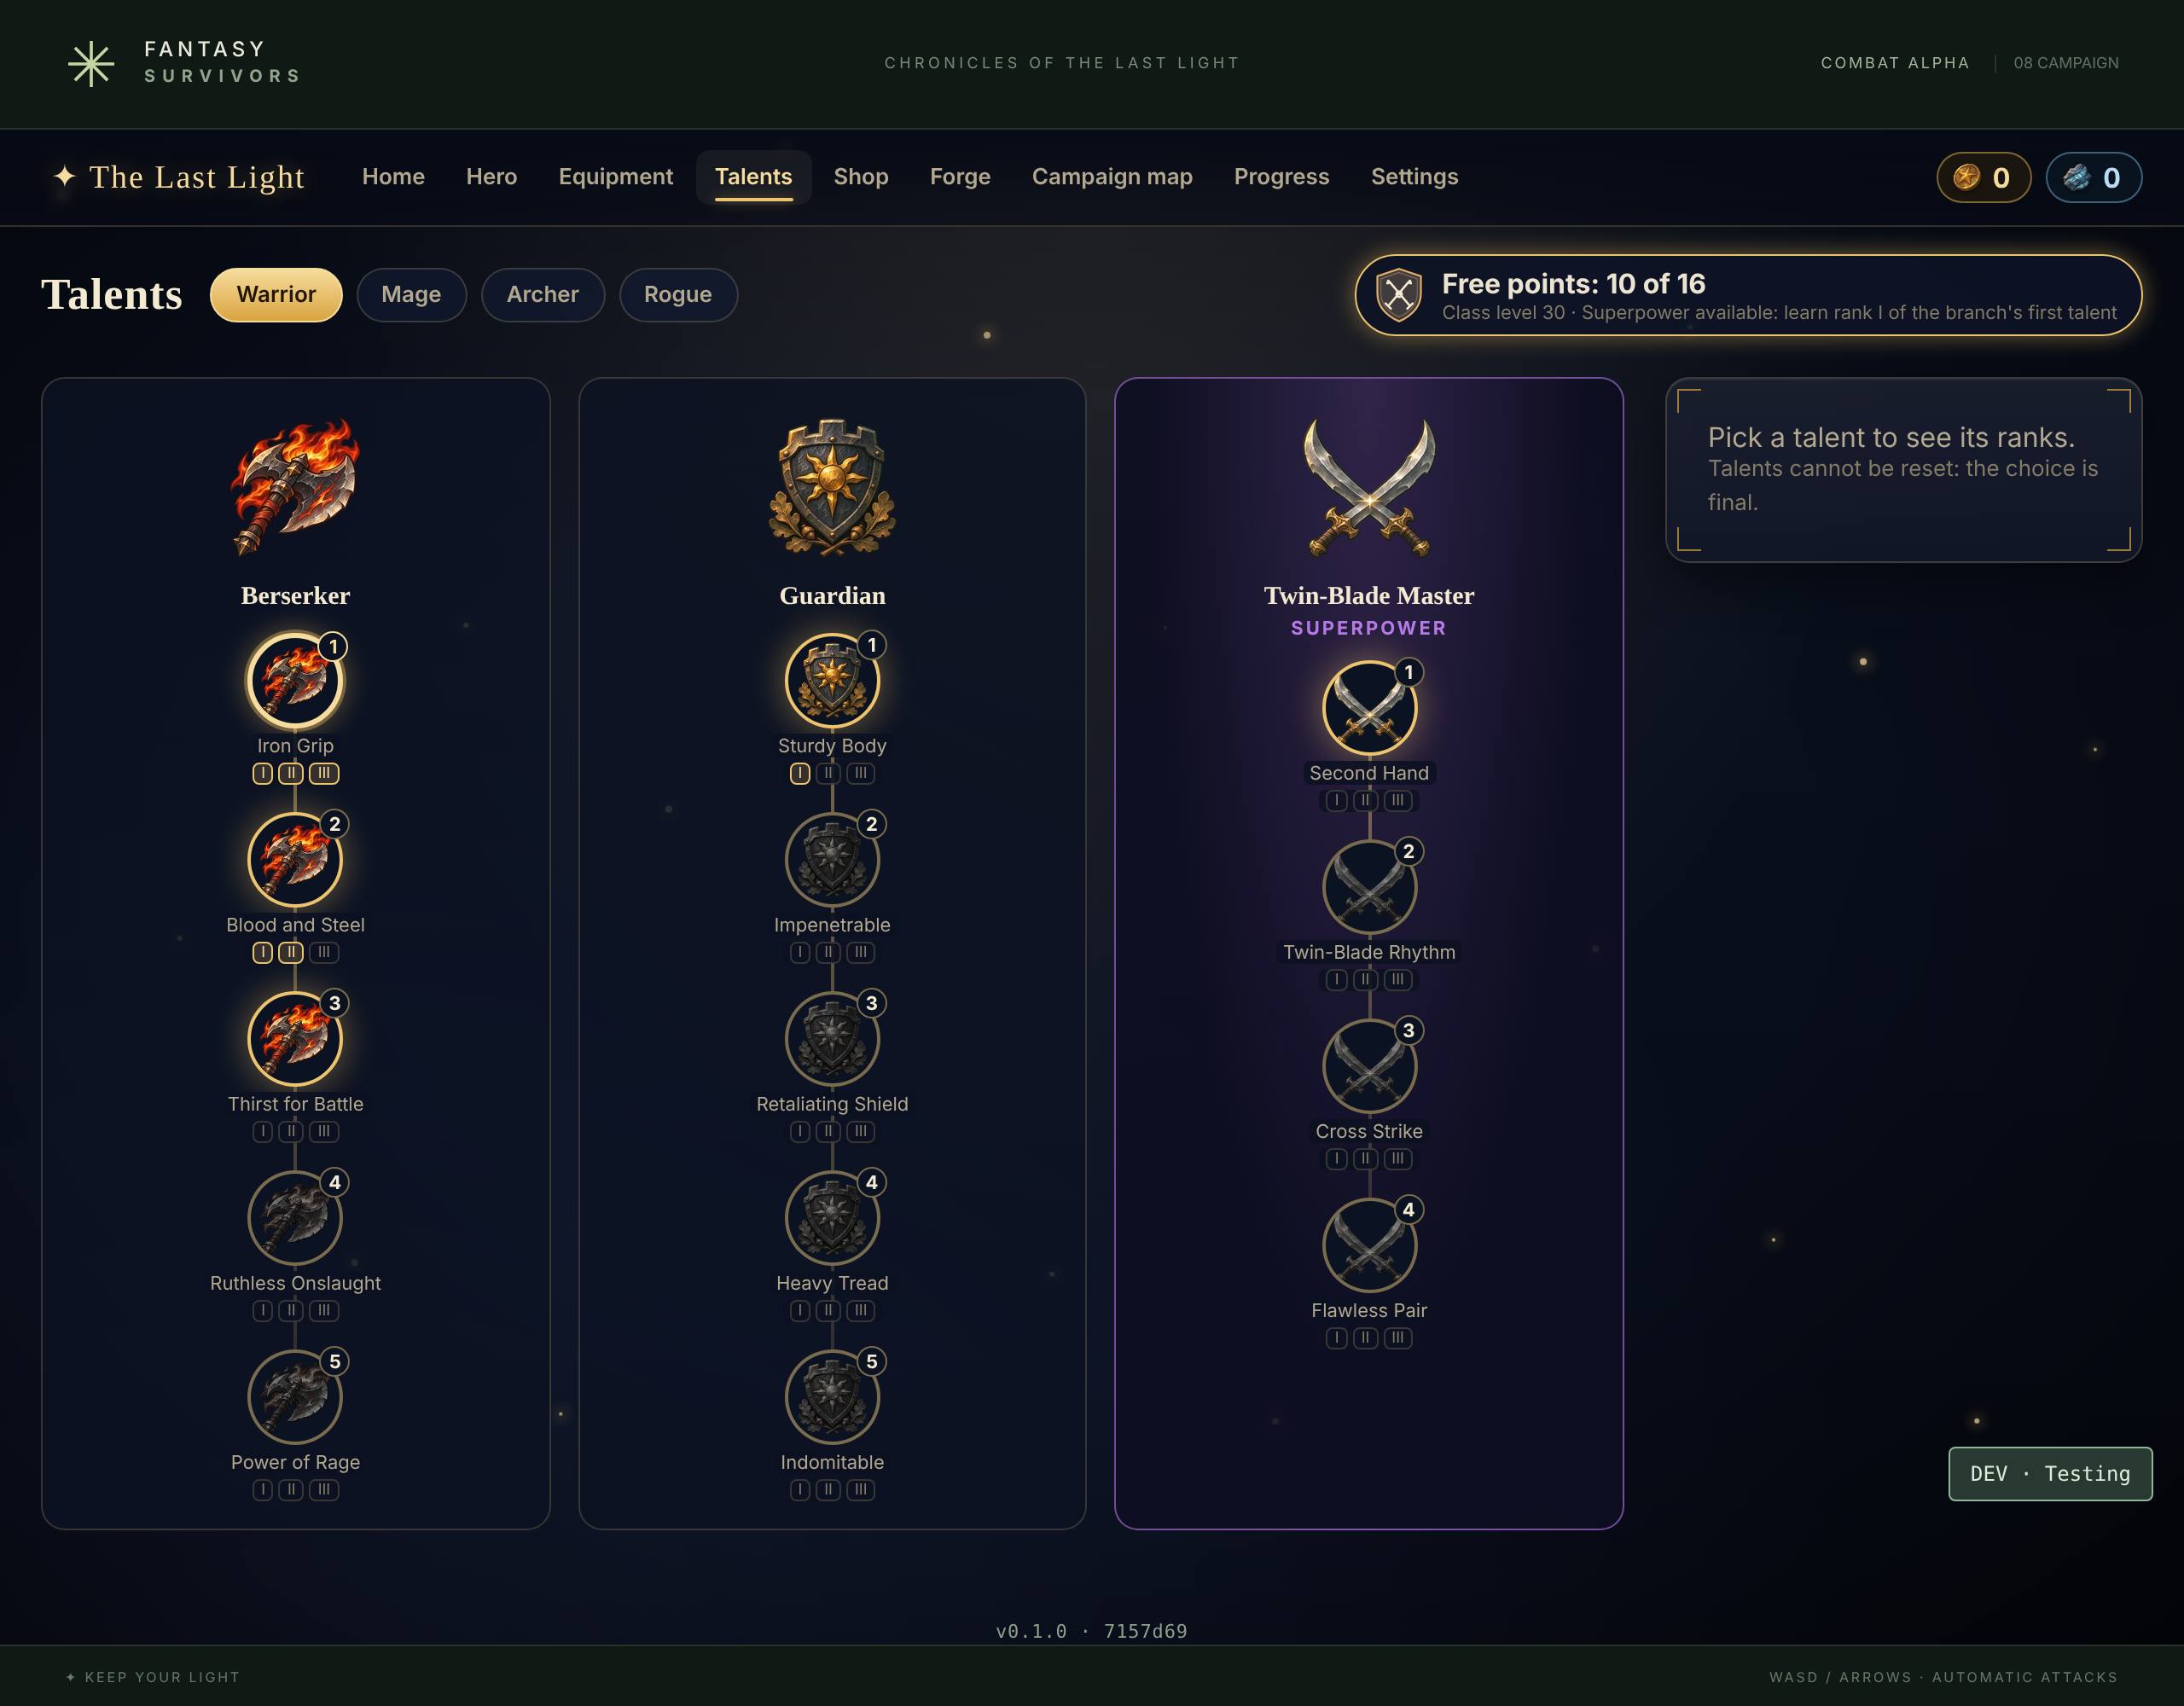 FANTASY
SURVIVORS
CHRONICLES OF THE LAST LIGHT
COMBAT ALPHA
08 CAMPAIGN
✦ The Last Light
Home
Hero
Equipment
Talents
Shop
Forge
Campaign map
Progress
Settings
0
0
Talents
Warrior
Mage
Archer
Rogue
Free points: 10 of 16
Class level 30 · Superpower available: learn rank I of the branch's first talent
Berserker
1
Iron Grip
I II III
2
Blood and Steel
I II III
3
Thirst for Battle
I II III
4
Ruthless Onslaught
I II III
5
Power of Rage
I II III
Guardian
1
Sturdy Body
I II III
2
Impenetrable
I II III
3
Retaliating Shield
I II III
4
Heavy Tread
I II III
5
Indomitable
I II III
Twin-Blade Master
SUPERPOWER
1
Second Hand
I II III
2
Twin-Blade Rhythm
I II III
3
Cross Strike
I II III
4
Flawless Pair
I II III
Pick a talent to see its ranks.
Talents cannot be reset: the choice is
final.
DEV · Testing
v0.1.0 · 7157d69
✦ KEEP YOUR LIGHT
WASD / ARROWS · AUTOMATIC ATTACKS